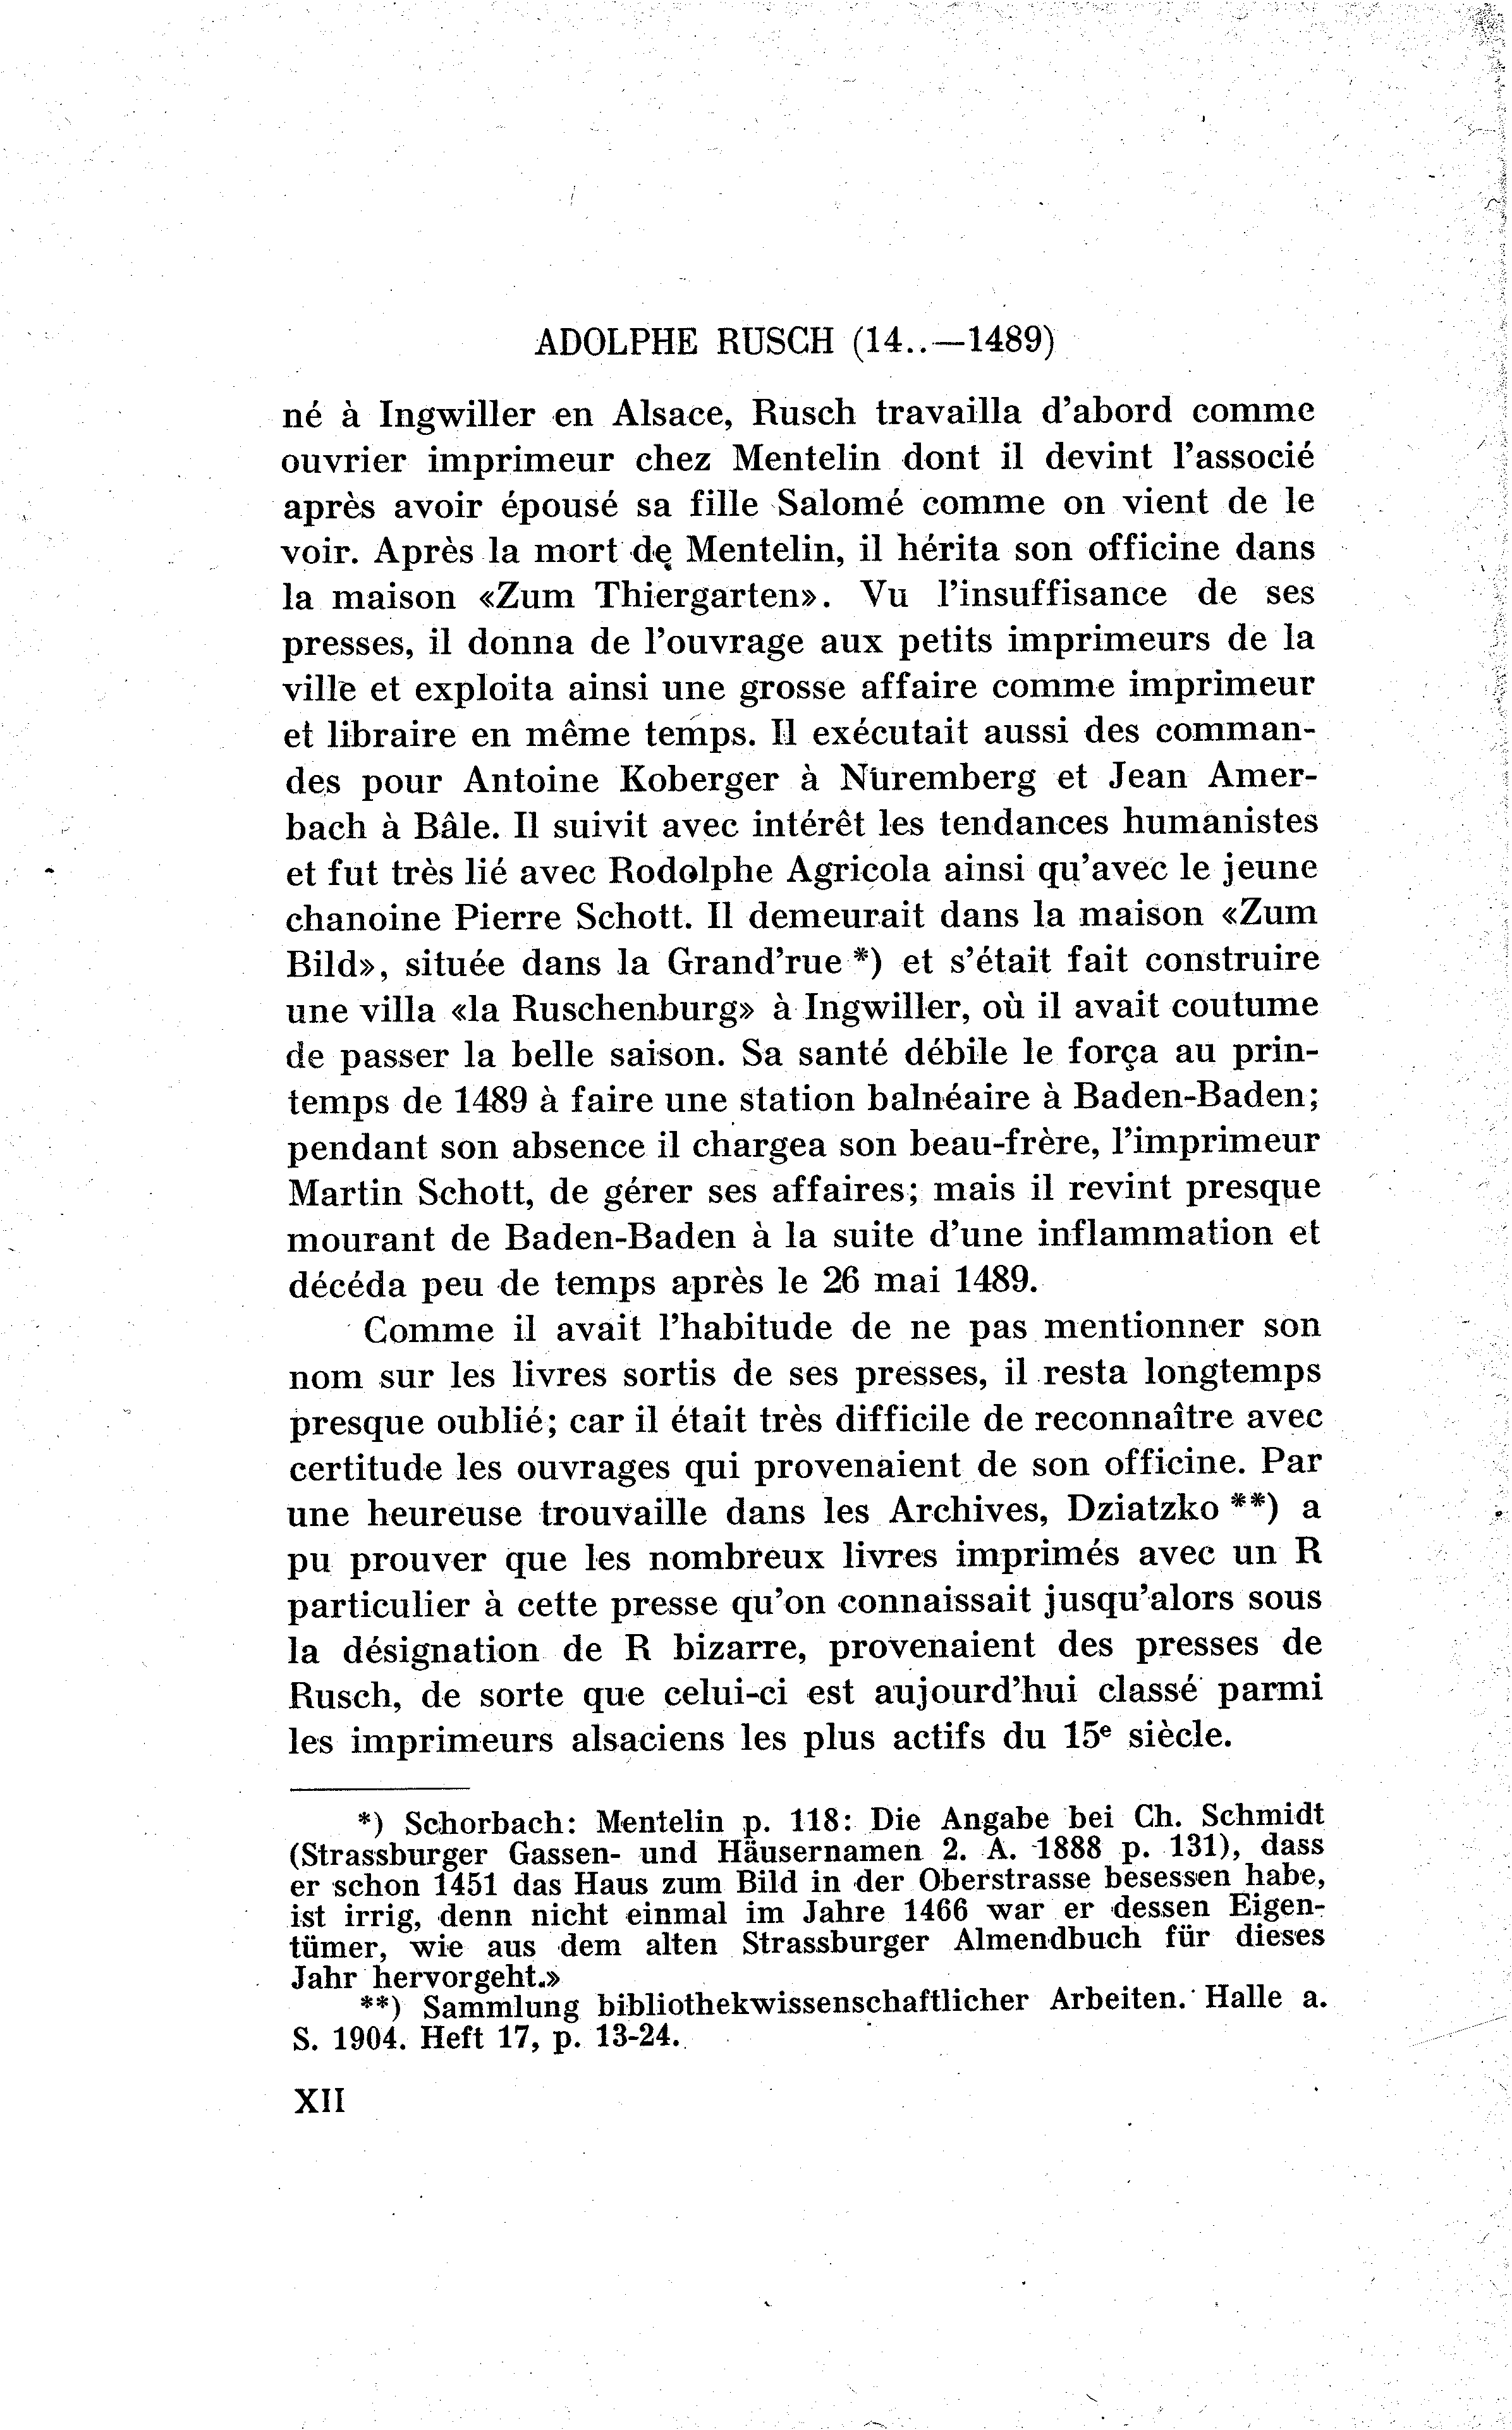 ADOLPHE RUSCH (14..—1489)
né à Ingwiller en Alsace, Rusch travailla d'abord comme
ouvrier imprimeur chez Mentelin dont il devint l'associé
après avoir épousé sa fille Salomé comme on vient de le
voir. Après la mort de Mentelin, il hérita son officine dans
la maison «Zum Thiergarten». Vu l'insuffisance de ses
presses, il donna de l'ouvrage aux petits imprimeurs de la
ville et exploita ainsi une grosse affaire comme imprimeur
et libraire en même temps. Il exécutait aussi des comman-
des pour Antoine Koberger à Nuremberg et Jean Amer-
bach à Bâle. Il suivit avec intérêt les tendances humanistes
et fut très lié avec Rodolphe Agricola ainsi qu'avec le jeune
chanoine Pierre Schott. Il demeurait dans la maison «Zum
Bild», située dans la Grand'rue *) et s'était fait construire
une villa «la Ruschenburg» à Ingwiller, où il avait coutume
de passer la belle saison. Sa santé débile le força au prin-
temps de 1489 à faire une station balnéaire à Baden-Baden;
pendant son absence il chargea son beau-frère, l'imprimeur
Martin Schott, de gérer ses affaires; mais il revint presque
mourant de Baden-Baden à la suite d'une inflammation et
décéda peu de temps après le 26 mai 1489.
Comme il avait l'habitude de ne pas mentionner son
nom sur les livres sortis de ses presses, il resta longtemps
presque oublié; car il était très difficile de reconnaître avec
certitude les ouvrages qui provenaient de son officine. Par
une heureuse trouvaille dans les Archives, Dziatzko **) a
pu prouver que les nombreux livres imprimés avec un R
particulier à cette presse qu'on connaissait jusqu'alors sous
la désignation de R bizarre, provenaient des presses de
Rusch, de sorte que celui-ci est aujourd'hui classé parmi
les imprimeurs alsaciens les plus actifs du 15e siècle.
*) Schorbach: Mentelin p. 118: Die Angabe bei Ch. Schmidt
(Strassburger Gassen- und Häusernamen 2. A. 1888 p. 131), dass
er schon 1451 das Haus zum Bild in der Oberstrasse besessen habe,
ist irrig, denn nicht einmal im Jahre 1466 war er dessen Eigen-
tümer, wie aus dem alten Strassburger Almendbuch für dieses
Jahr hervorgeht.»
**) Sammlung bibliothekwissenschaftlicher Arbeiten. Halle a.
S. 1904. Heft 17, p. 13-24.
XII